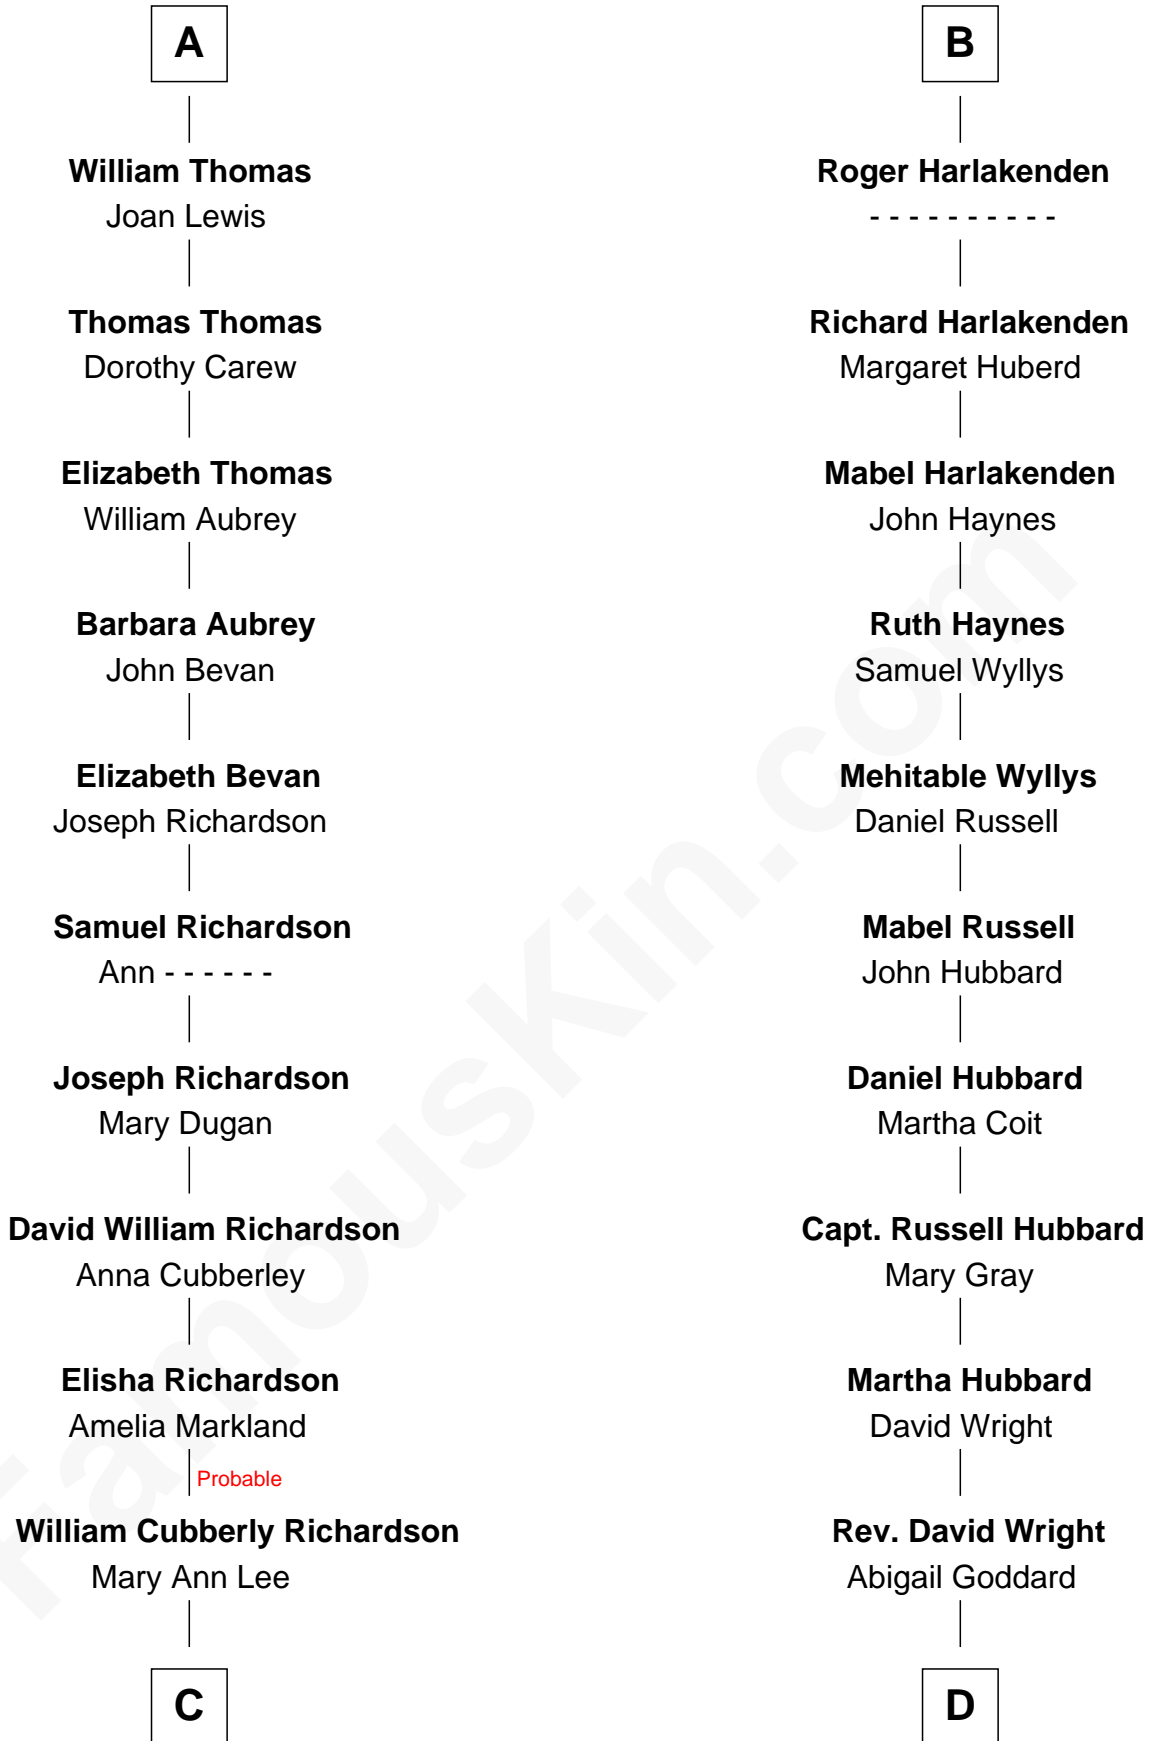 A
William Thomas
Joan Lewis
Thomas Thomas
Dorothy Carew
Elizabeth Thomas
William Aubrey
Barbara Aubrey
John Bevan
Elizabeth Bevan
Joseph Richardson
Samuel Richardson
Ann - - - - - -
Joseph Richardson
Mary Dugan
David William Richardson
Anna Cubberley
Elisha Richardson
Amelia Markland
Probable
William Cubberly Richardson
Mary Ann Lee
C
B
Roger Harlakenden
- - - - - - - - - -
Richard Harlakenden
Margaret Huberd
Mabel Harlakenden
John Haynes
Ruth Haynes
Samuel Wyllys
Mehitable Wyllys
Daniel Russell
Mabel Russell
John Hubbard
Daniel Hubbard
Martha Coit
Capt. Russell Hubbard
Mary Gray
Martha Hubbard
David Wright
Rev. David Wright
Abigail Goddard
D
FamousKin.com